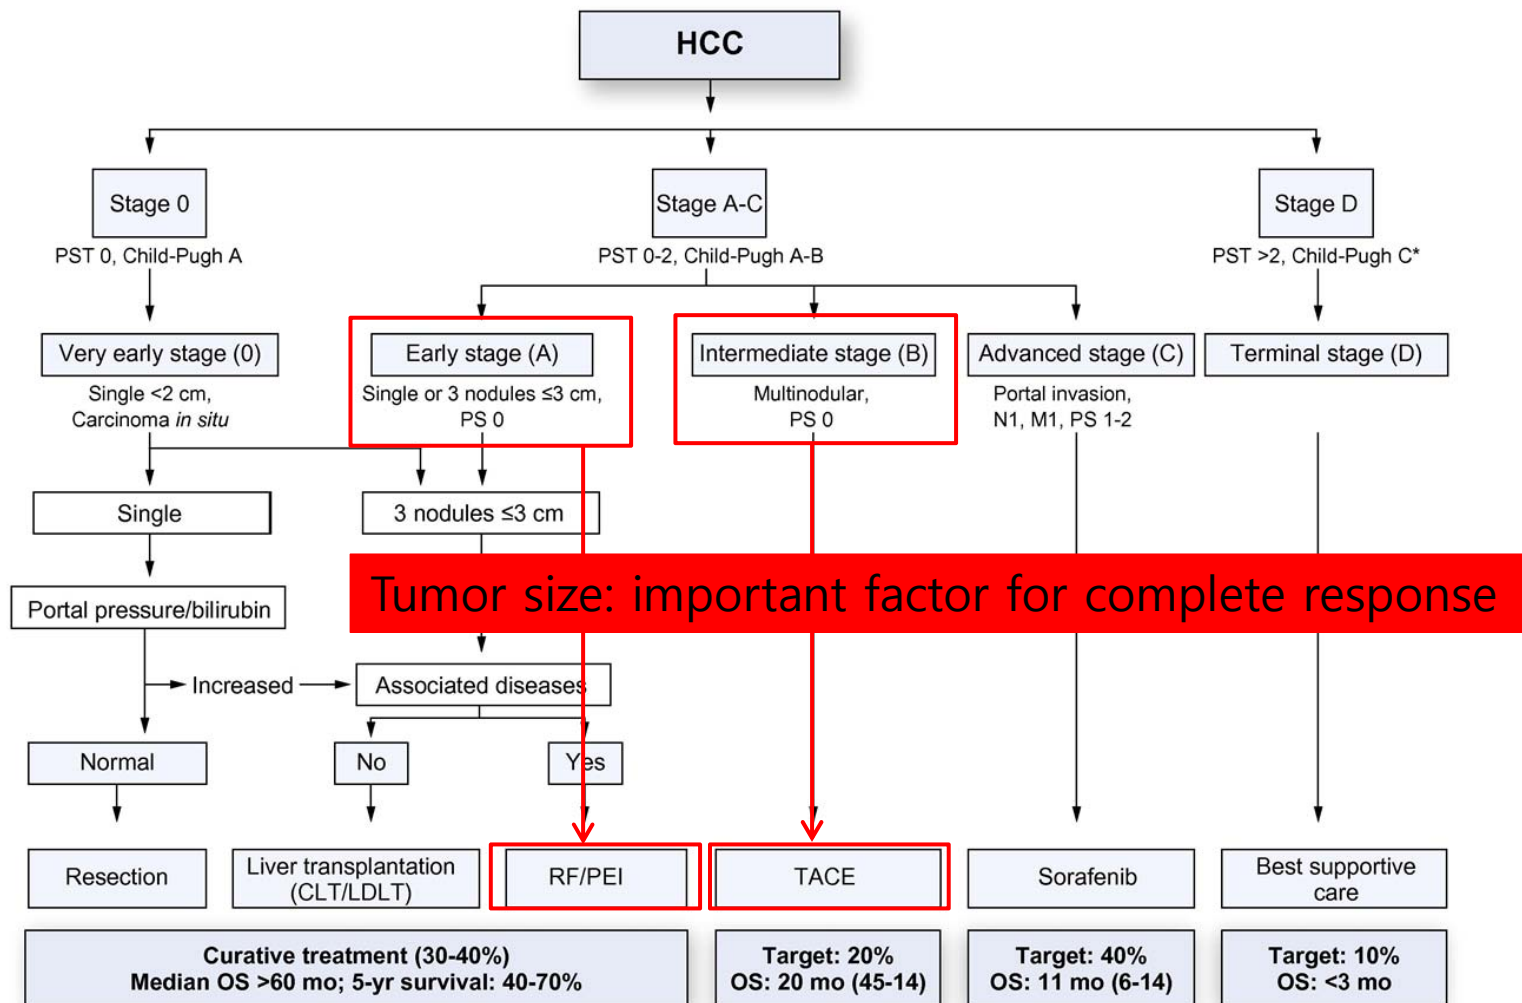 HCC
Stage 0
PST 0, Child-Pugh A
Stage A-C
PST 0-2, Child-Pugh A-B
Stage D
PST >2, Child-Pugh C*
Very early stage (0)
Single <2 cm,
Carcinoma in situ
Early stage (A)
Single or 3 nodules ≤3 cm,
PS 0
Intermediate stage (B)
Multinodular,
PS 0
Advanced stage (C)
Portal invasion,
N1, M1, PS 1-2
Terminal stage (D)
Single
3 nodules ≤3 cm
Tumor size: important factor for complete response
Portal pressure/bilirubin
Increased
Associated diseases
Normal
No
Yes
Resection
Liver transplantation
(CLT/LDLT)
RF/PEI
TACE
Sorafenib
Best supportive
care
Curative treatment (30-40%)
Median OS >60 mo; 5-yr survival: 40-70%
Target: 20%
OS: 20 mo (45-14)
Target: 40%
OS: 11 mo (6-14)
Target: 10%
OS: <3 mo